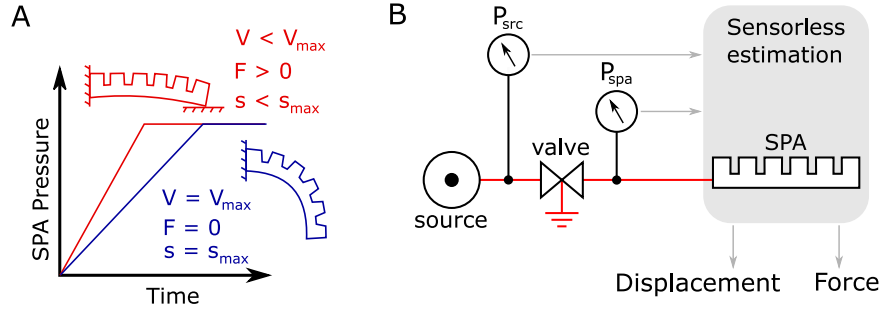 A
V < Vmax
F > 0
s < smax
SPA Pressure
V = Vmax
F = 0
s = smax
Time
B
Psrc
Pspa
Sensorless
estimation
valve
SPA
source
Displacement
Force